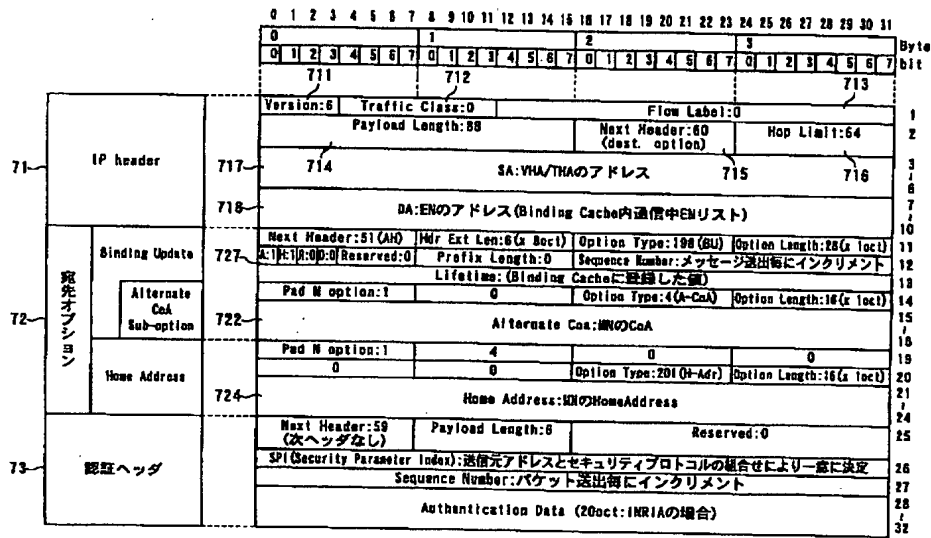 0 1 2 3 4 5 6 7 8 9 10 11 12 13 14 15 16 17 18 19 20 21 22 23 24 25 26 27 28 29 30 31
0 1 2 3 Byte
0 1 2 3 4 5 6 7 0 1 2 3 4 5 6 7 0 1 2 3 4 5 6 7 0 1 2 3 4 5 6 7 bit
711 712 713
Version:6 Traffic Class:0 Flow Label:0 1
Payload Length:88 Next Header:60 (dest. option) Hop Limit:64 2
71 IP header
714 715 716
717 SA:VHA/THAのアドレス 3 ~ 6
718 DA:ENのアドレス(Binding Cache内通信中ENリスト) 7 ~ 10
Next Header:51(AH) Hdr Ext Len:6(x 8oct) Option Type:198(BU) Option Length:28(x 1oct) 11
727 A:1 H:1 R:0 D:0 Reserved:0 Prefix Length:0 Sequence Number:メッセージ送出毎にインクリメント 12
Binding Update
Lifetime:(Binding Cacheに登録した値) 13
Pad N option:1 0 Option Type:4(A-CoA) Option Length:16(x 1oct) 14
72 宛先オプション
Alternate CoA Sub-option
722 Alternate Coa:MNのCoA 15 ~ 18
Pad N option:1 4 0 0 19
0 0 Option Type:201(H-Adr) Option Length:16(x 1oct) 20
Home Address
724 Home Address:MNのHomeAddress 21 ~ 24
Next Header:59 (次ヘッダなし) Payload Length:6 Reserved:0 25
73 認証ヘッダ
SPI(Security Parameter Index):送信元アドレスとセキュリティプロトコルの組合せにより一意に決定 26
Sequence Number:パケット送出毎にインクリメント 27
Authentication Data (20oct:INRIAの場合) 28 ~ 32